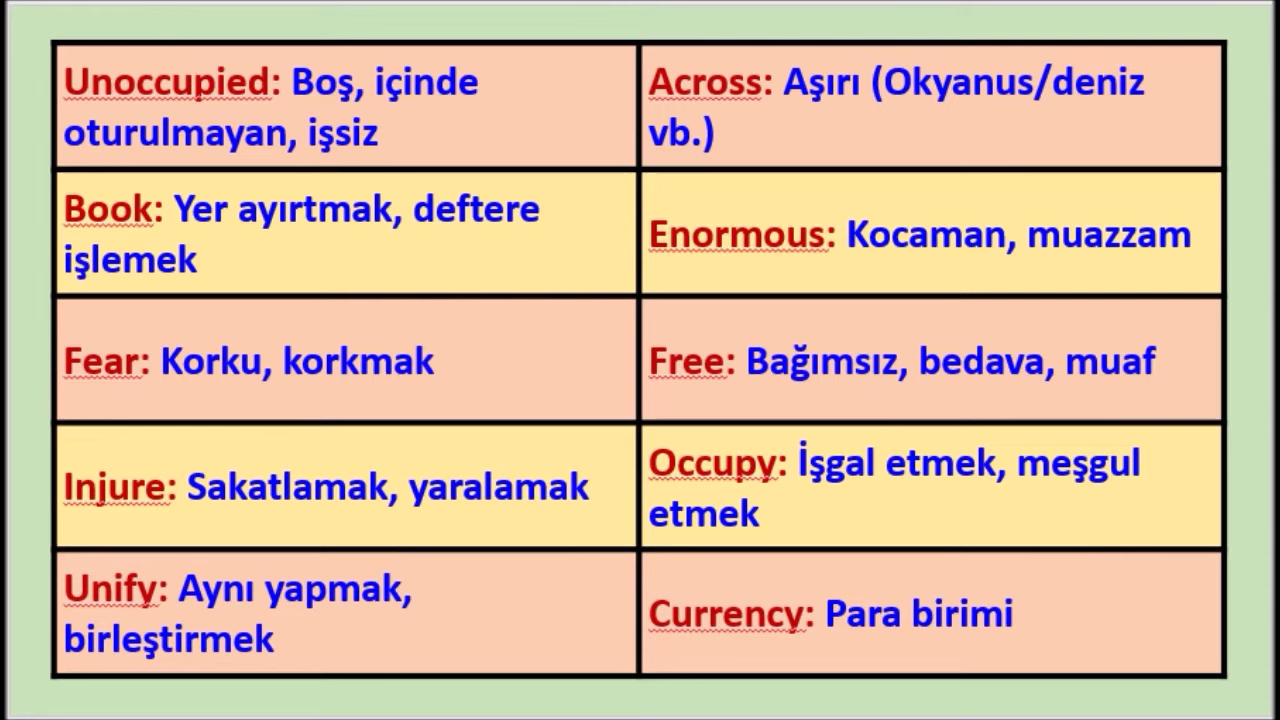 Unoccupied: Boş, içinde
oturulmayan, işsiz
Across: Aşırı (Okyanus/deniz
vb.)
Book: Yer ayırtmak, deftere
işlemek
Enormous: Kocaman, muazzam
Fear: Korku, korkmak
Free: Bağımsız, bedava, muaf
Injure: Sakatlamak, yaralamak
Occupy: İşgal etmek, meşgul
etmek
Unify: Aynı yapmak,
birleştirmek
Currency: Para birimi